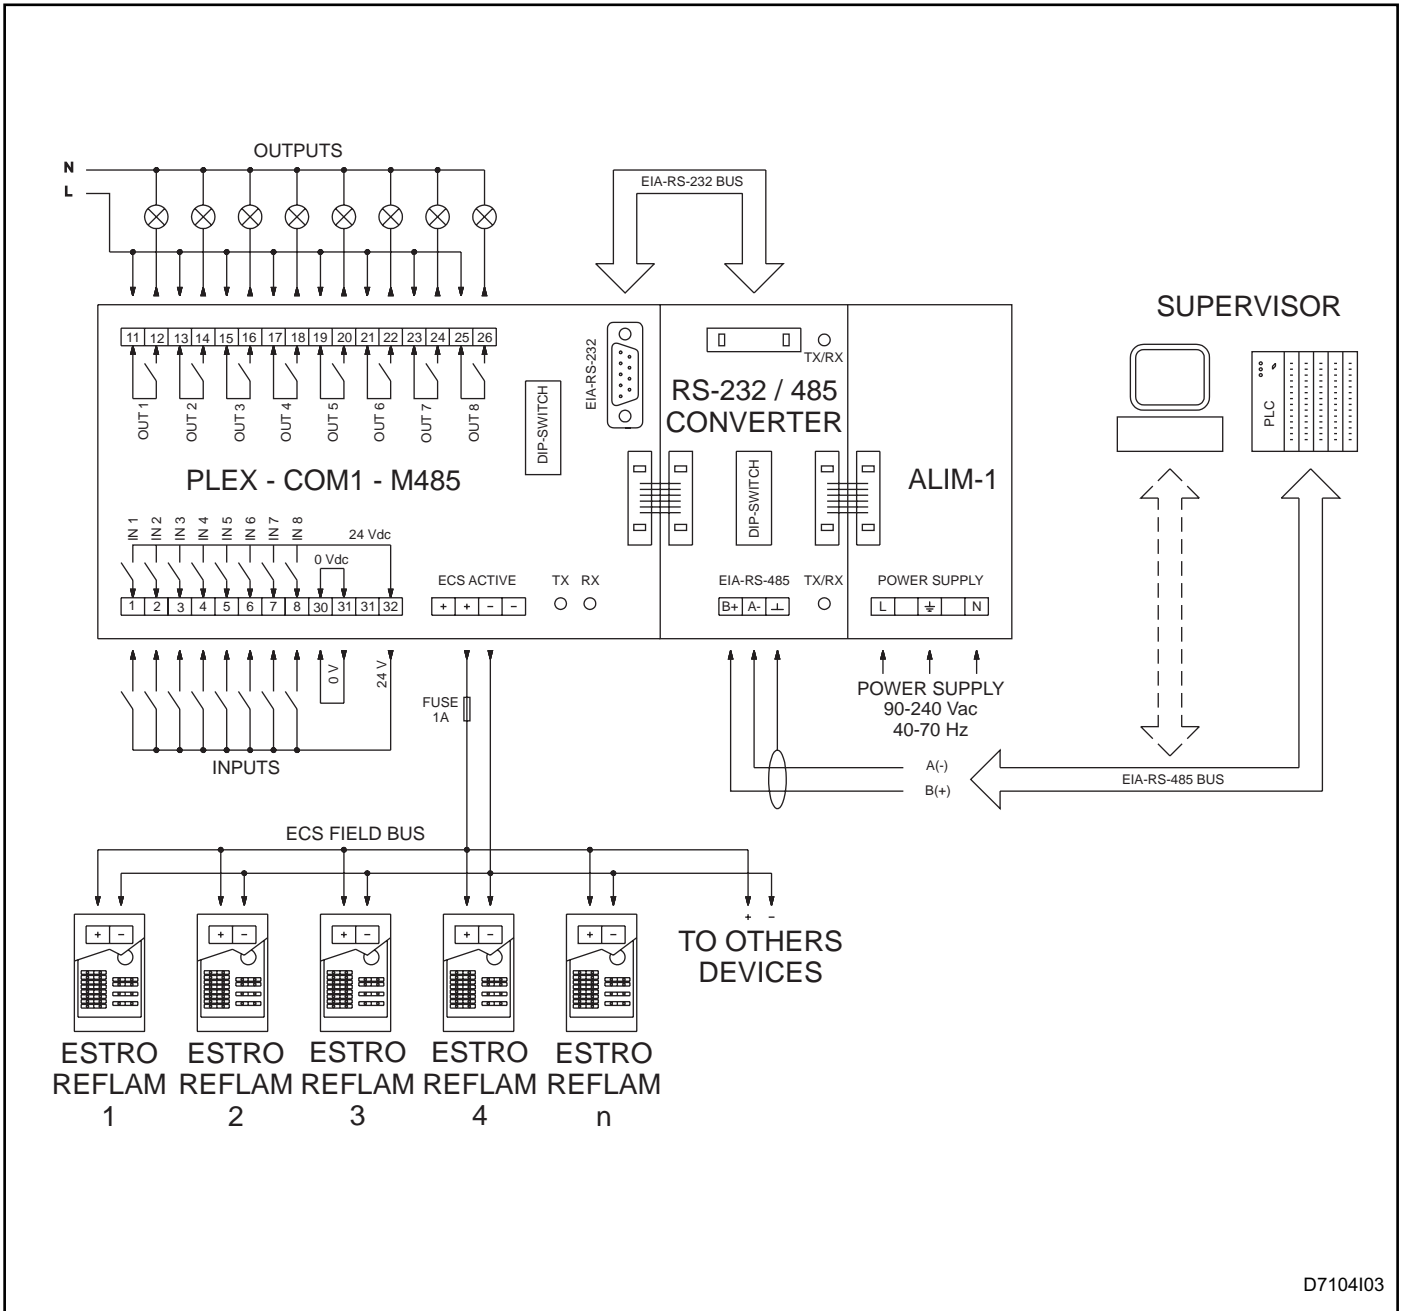 OUTPUTS
N
L
EIA-RS-232 BUS
SUPERVISOR
11 12 13 14 15 16 17 18 19 20 21 22 23 24 25 26
OUT 1
OUT 2
OUT 3
OUT 4
OUT 5
OUT 6
OUT 7
OUT 8
DIP-SWITCH
EIA-RS-232
TX/RX
RS-232 / 485
CONVERTER
PLC
PLEX - COM1 - M485
DIP-SWITCH
ALIM-1
IN 1
IN 2
IN 3
IN 4
IN 5
IN 6
IN 7
IN 8
24 Vdc
0 Vdc
ECS ACTIVE
TX RX
EIA-RS-485
TX/RX
POWER SUPPLY
1 2 3 4 5 6 7 8 30 31 31 32
+ + - -
B+ A-
L N
0 V
24 V
FUSE
1A
POWER SUPPLY
90-240 Vac
40-70 Hz
INPUTS
A(-)
B(+)
EIA-RS-485 BUS
ECS FIELD BUS
+ -
+ -
+ -
+ -
+ -
+ -
TO OTHERS
DEVICES
ESTRO
REFLAM
1
ESTRO
REFLAM
2
ESTRO
REFLAM
3
ESTRO
REFLAM
4
ESTRO
REFLAM
n
D7104I03